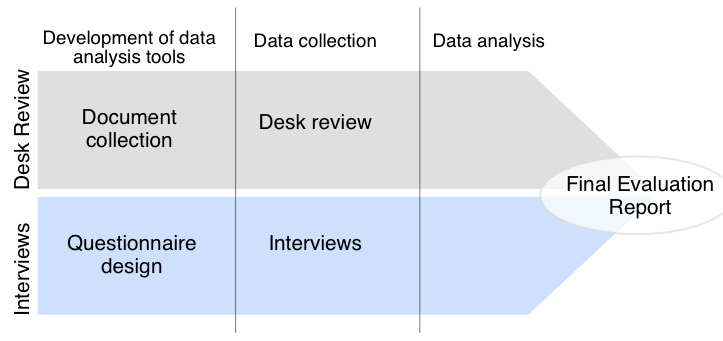 Development of data
analysis tools
Data collection
Data analysis
Desk Review
Document
collection
Desk review
Final Evaluation
Report
Interviews
Questionnaire
design
Interviews